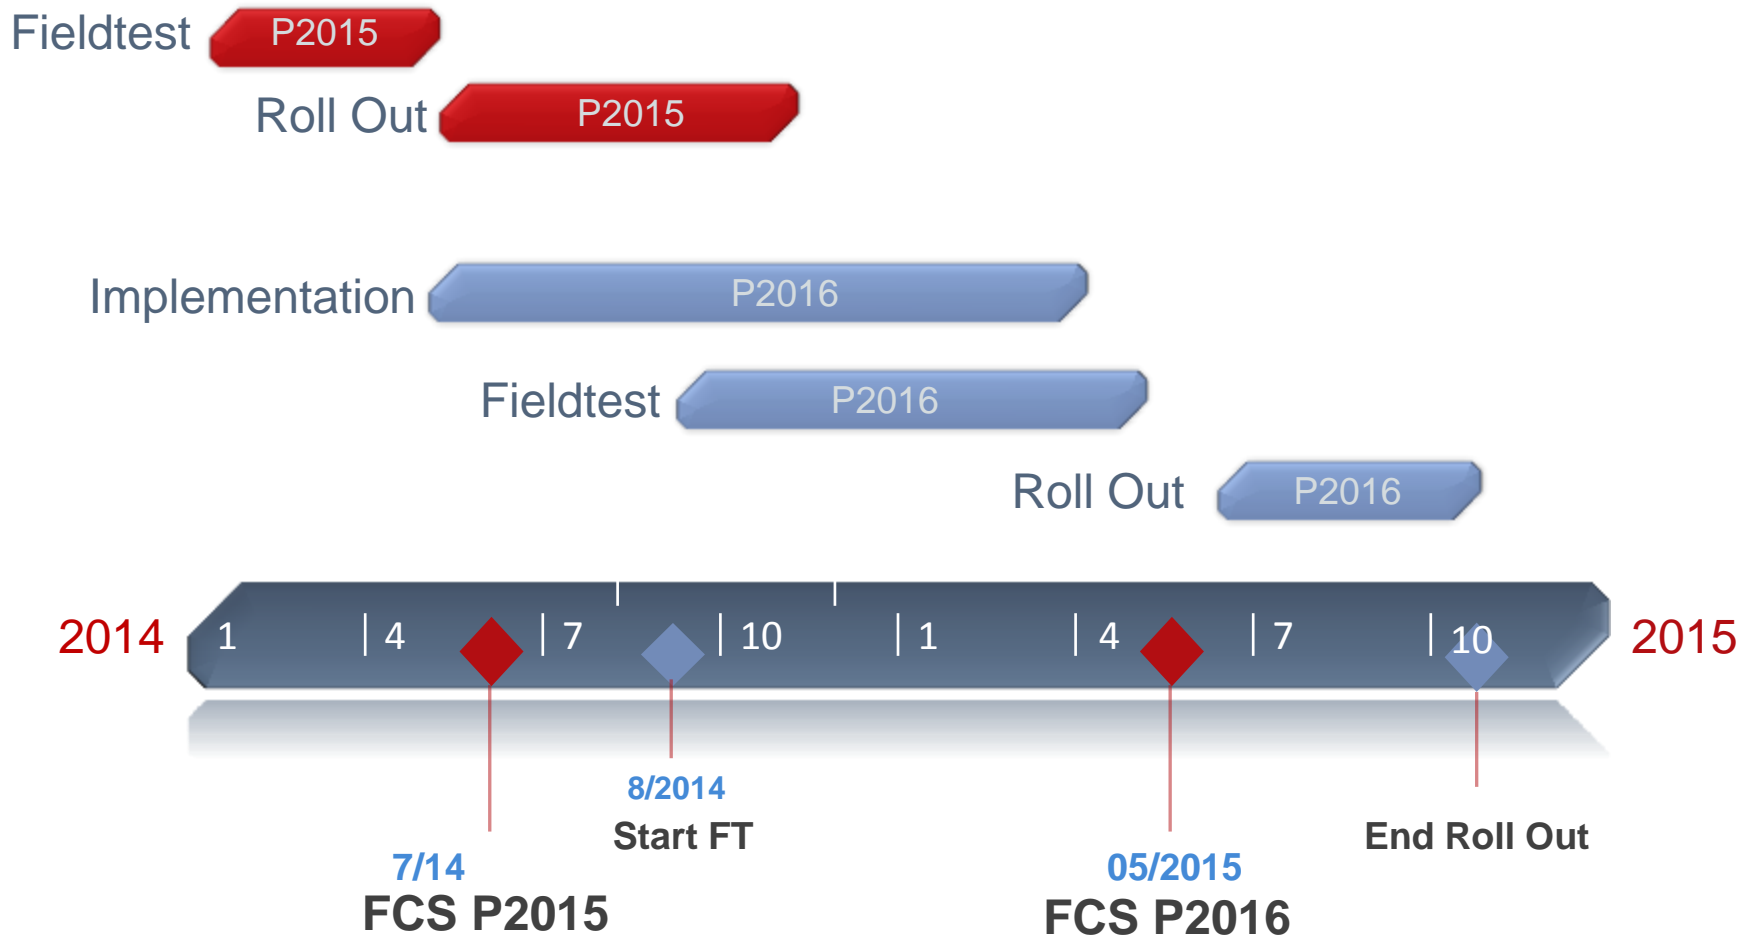 Fieldtest P2015
Roll Out P2015
Implementation P2016
Fieldtest P2016
Roll Out P2016
2014 1 4 7 10 1 4 7 10 2015
8/2014
Start FT
End Roll Out
7/14
05/2015
FCS P2015
FCS P2016